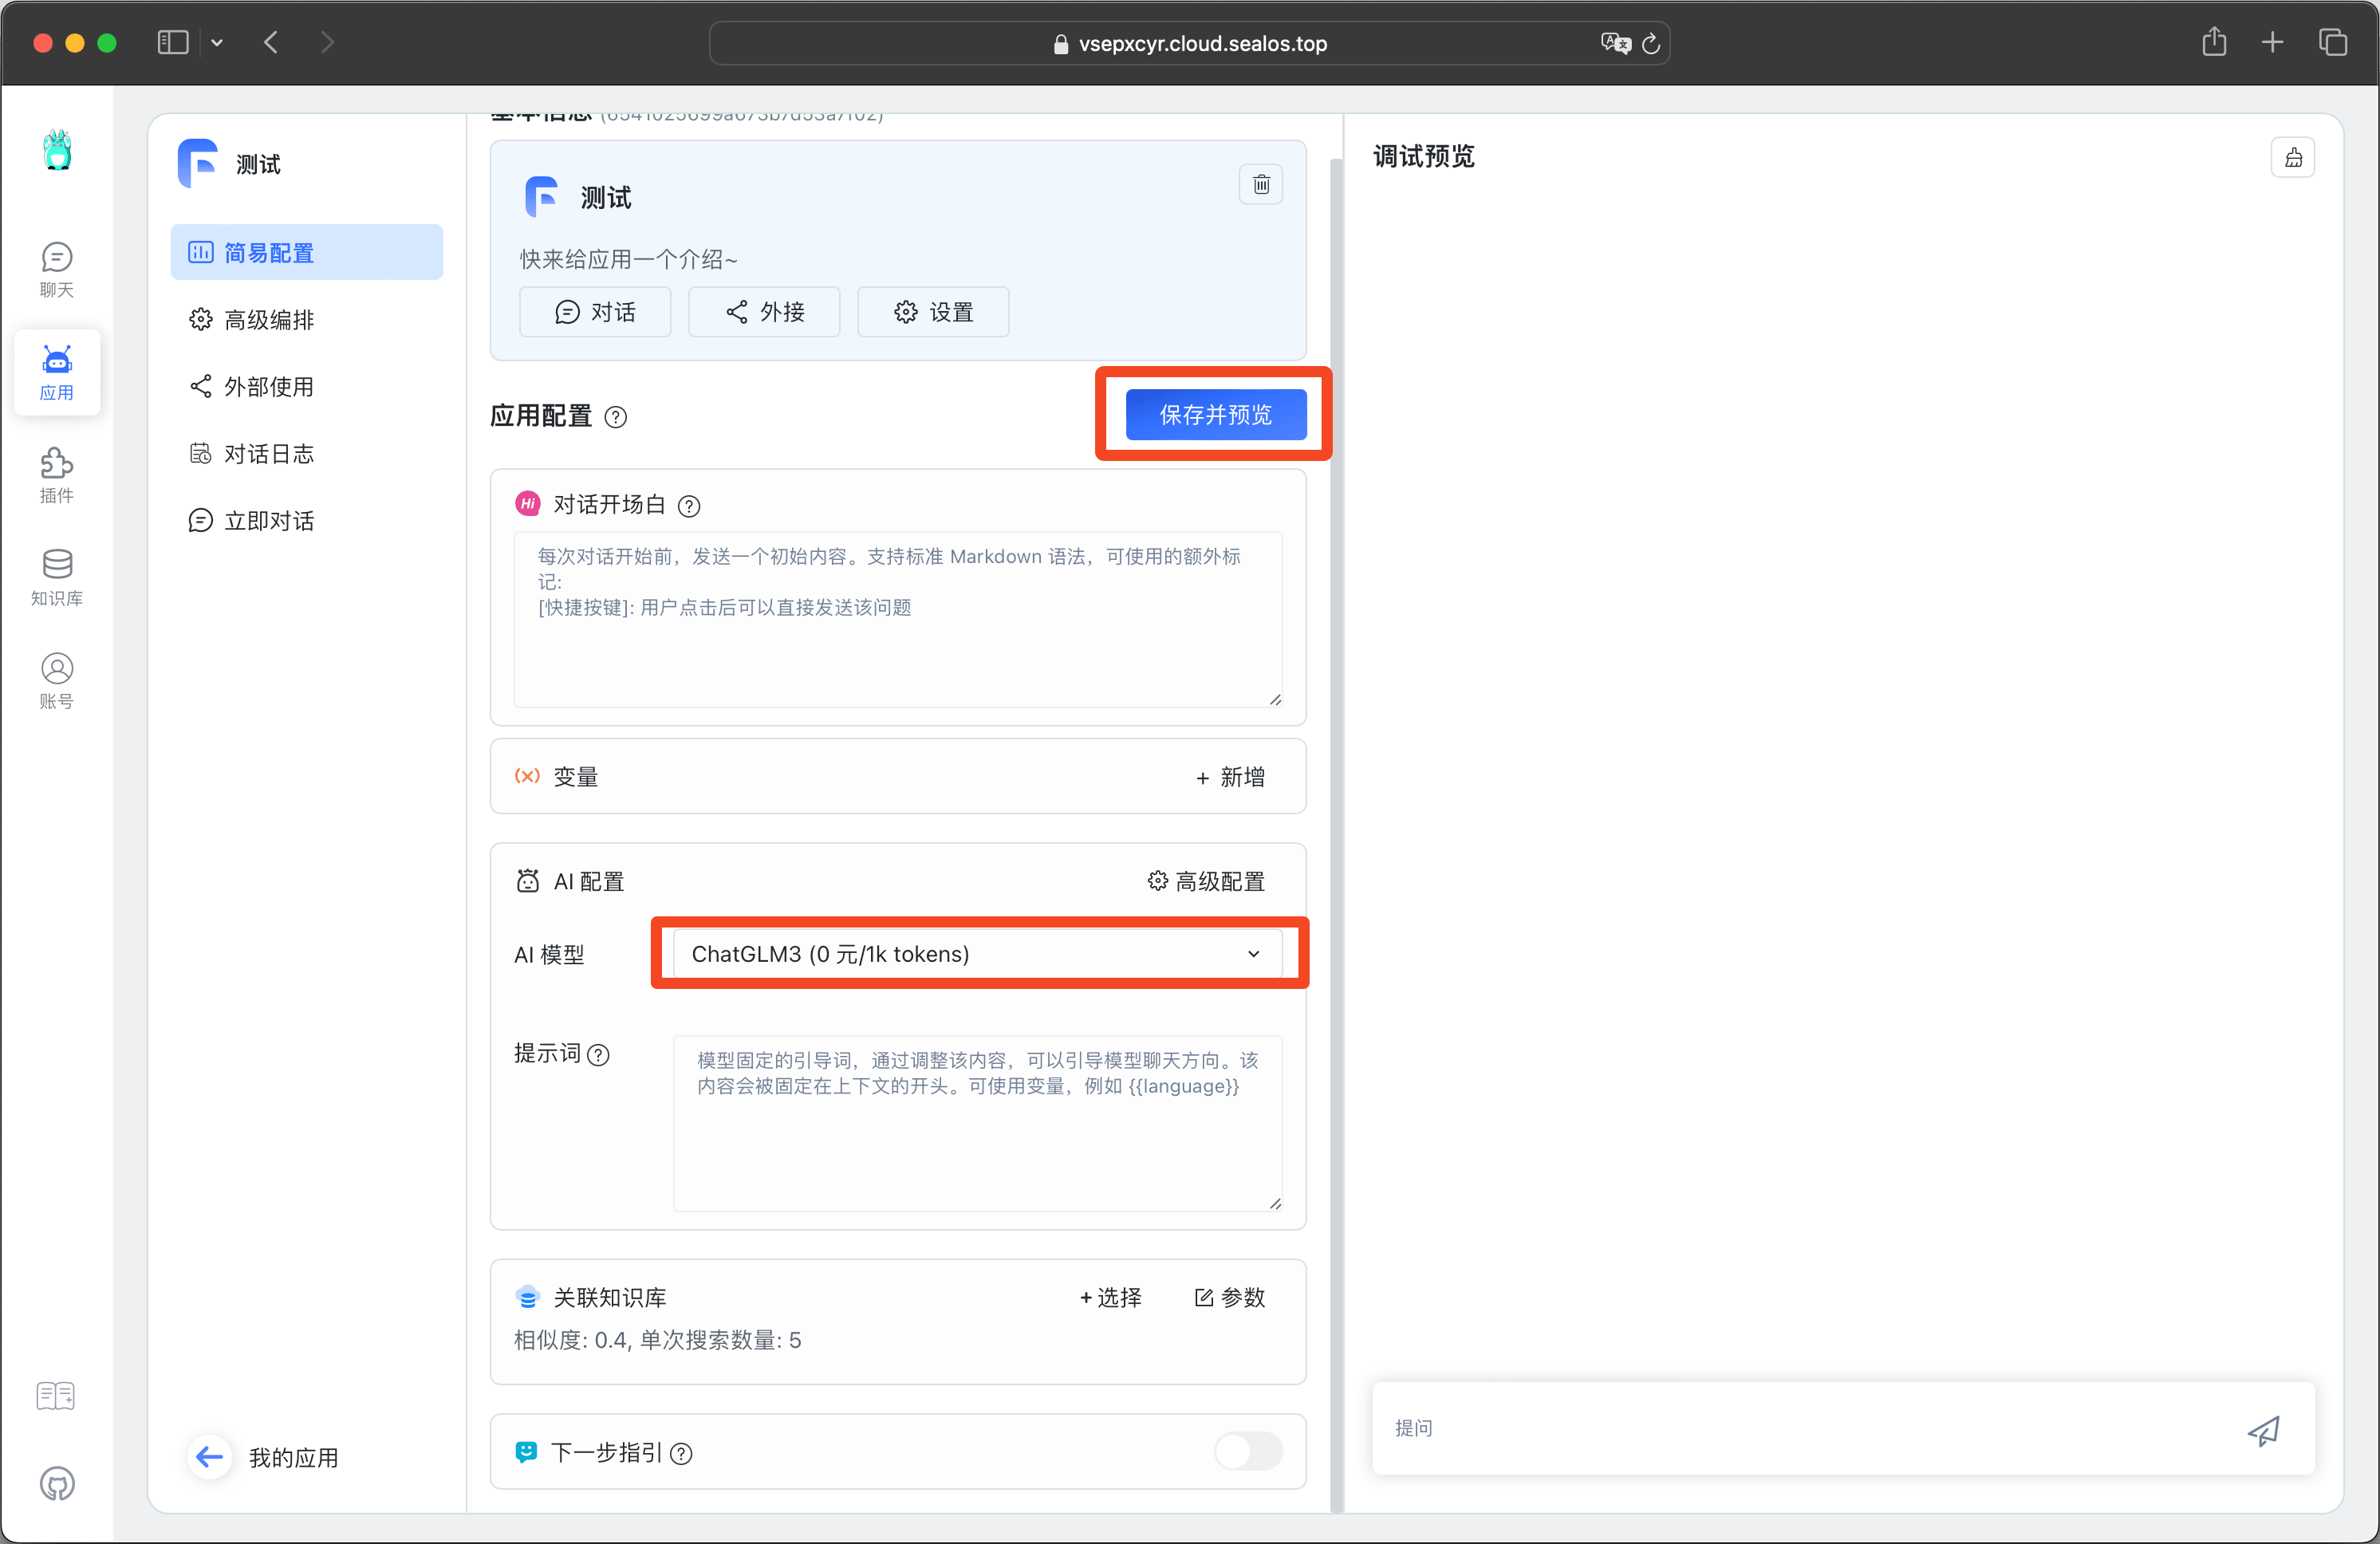 vsepxcyr.cloud.sealos.top
聊天
应用
插件
知识库
账号
测试
简易配置
高级编排
外部使用
对话日志
立即对话
我的应用
基本信息
测试
快来给应用一个介绍~
对话
外接
设置
应用配置
保存并预览
Hi 对话开场白
每次对话开始前，发送一个初始内容。支持标准 Markdown 语法，可使用的额外标
记:
[快捷按键]: 用户点击后可以直接发送该问题
(x) 变量
+ 新增
AI 配置
高级配置
AI 模型
ChatGLM3 (0 元/1k tokens)
提示词
模型固定的引导词，通过调整该内容，可以引导模型聊天方向。该
内容会被固定在上下文的开头。可使用变量，例如 {{language}}
关联知识库
+选择
参数
相似度: 0.4, 单次搜索数量: 5
下一步指引
调试预览
提问